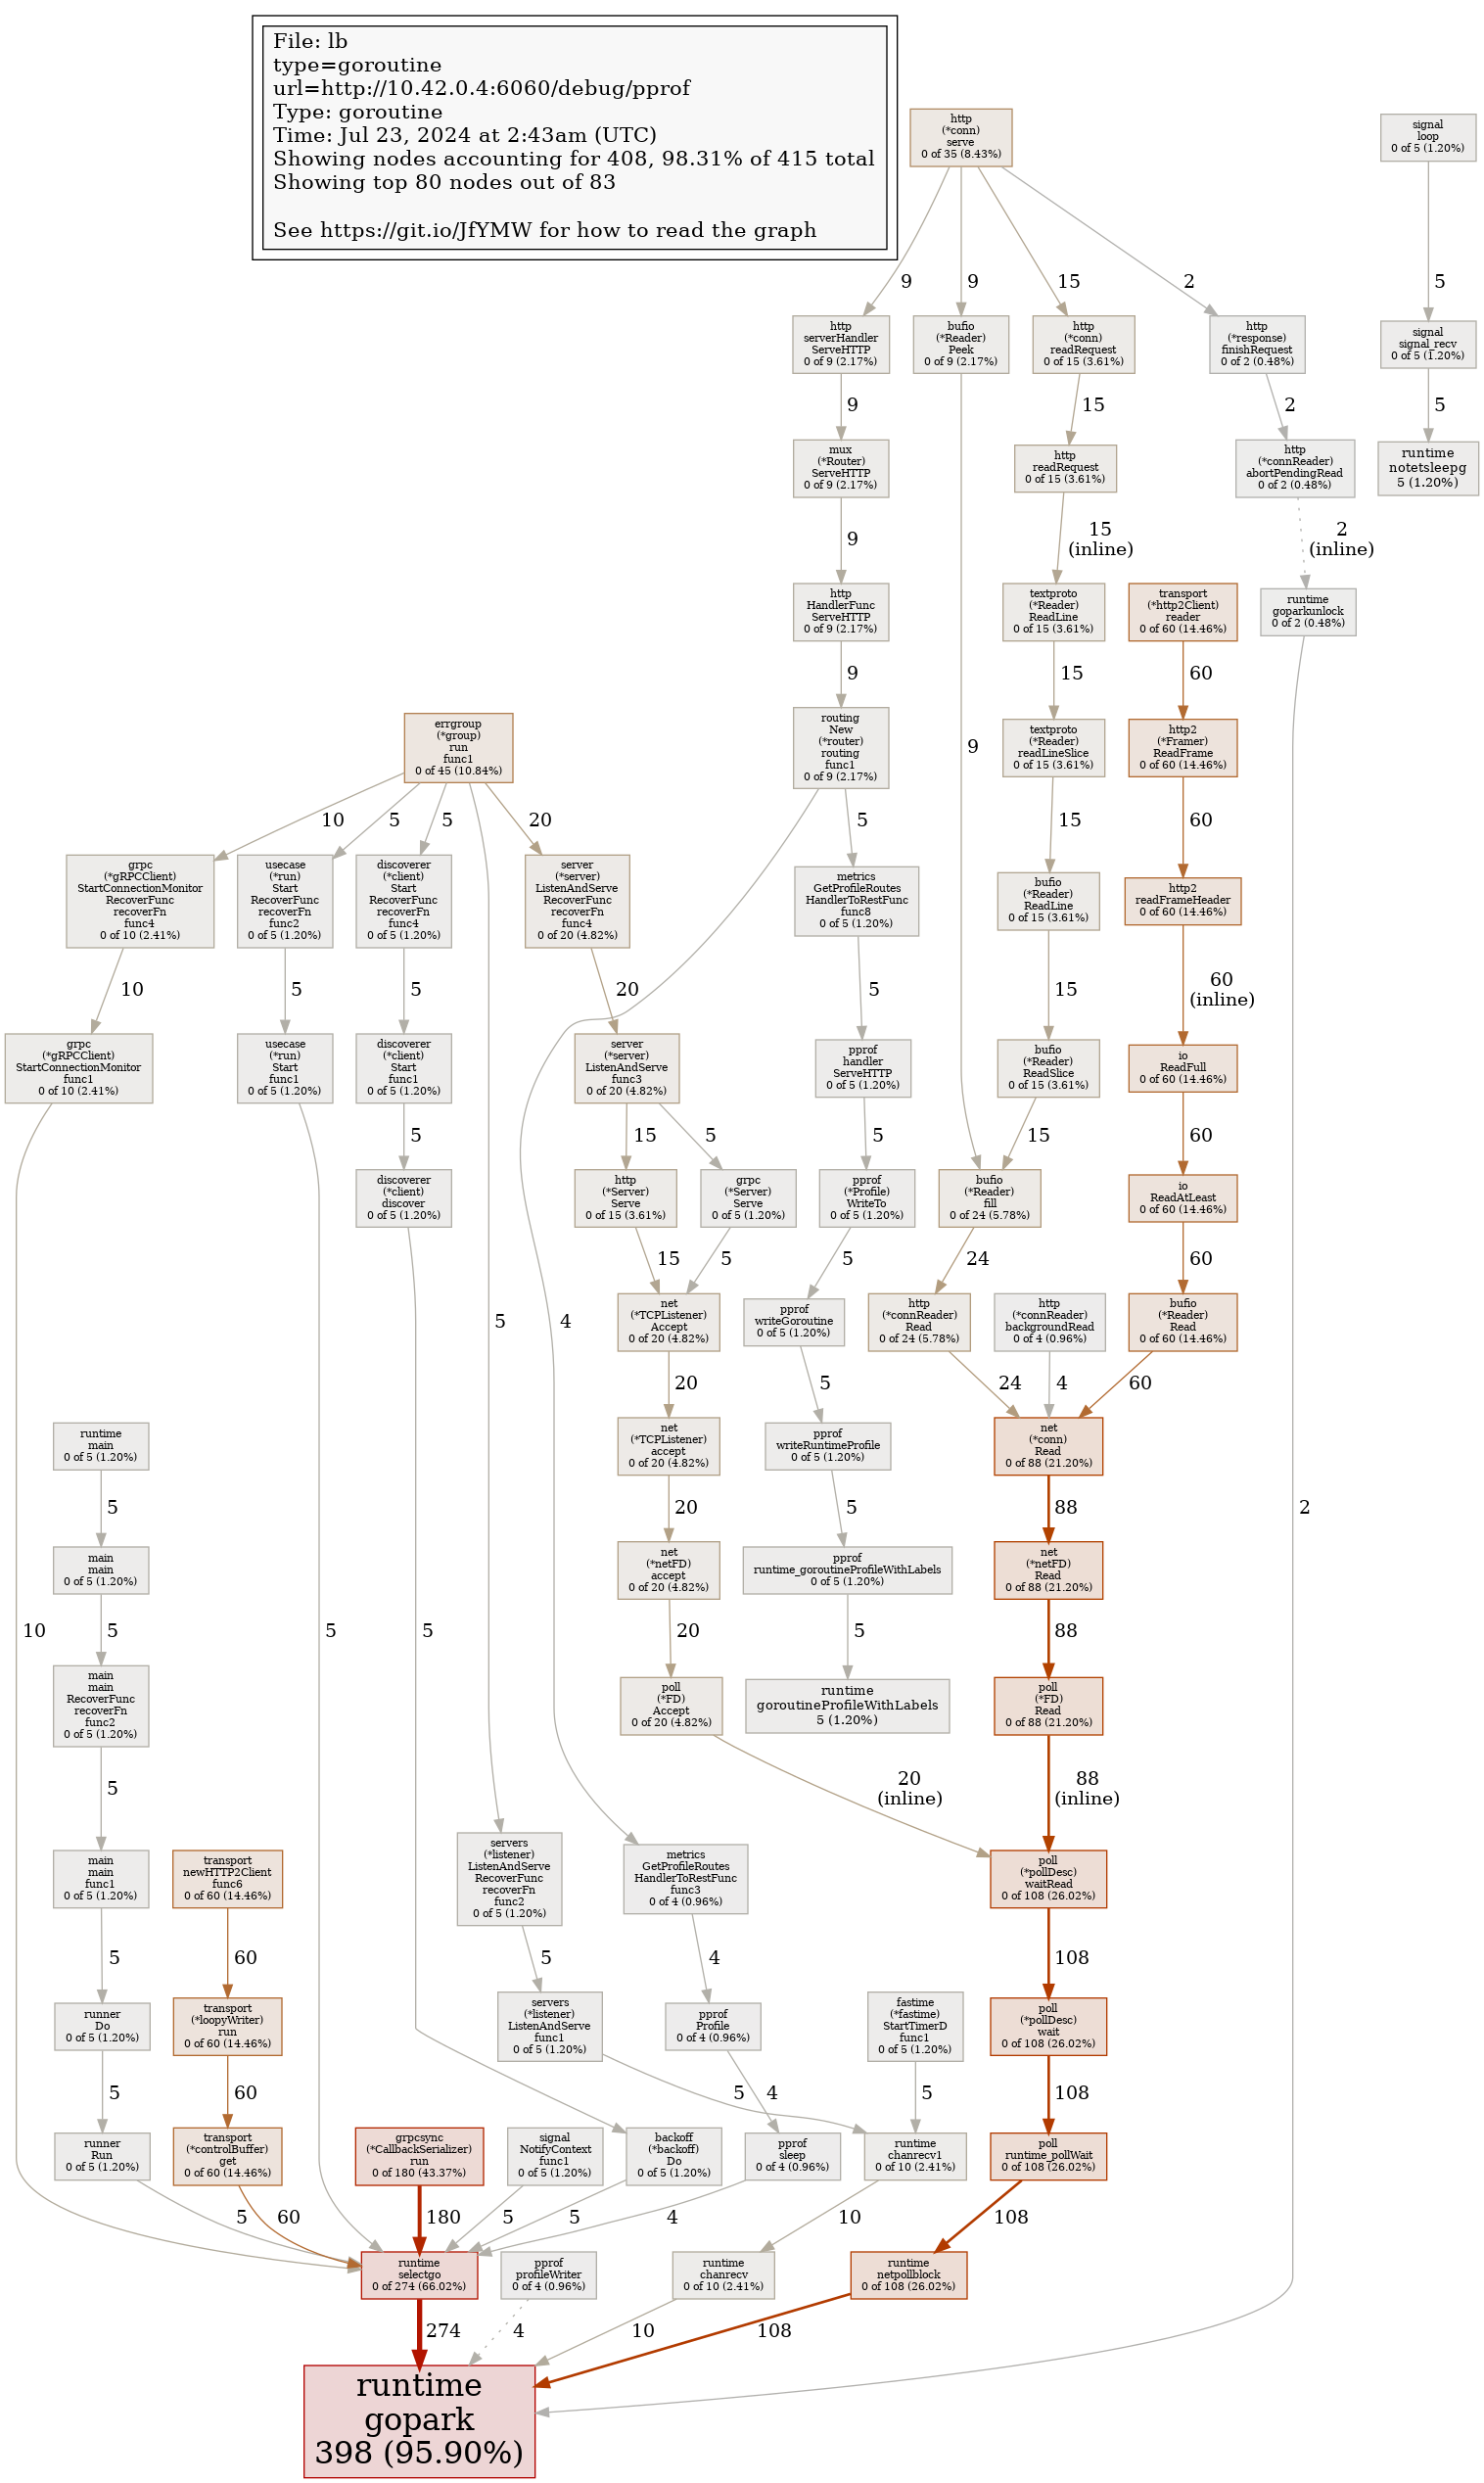 File: lb
type=goroutine
url=http://10.42.0.4:6060/debug/pprof
Type: goroutine
Time: Jul 23, 2024 at 2:43am (UTC)
Showing nodes accounting for 408, 98.31% of 415 total
Showing top 80 nodes out of 83
See https://git.io/JfYMW for how to read the graph
http
(*conn)
serve
0 of 35 (8.43%)
signal
loop
0 of 5 (1.20%)
9
9
15
2
5
http
serverHandler
ServeHTTP
0 of 9 (2.17%)
bufio
(*Reader)
Peek
0 of 9 (2.17%)
http
(*conn)
readRequest
0 of 15 (3.61%)
http
(*response)
finishRequest
0 of 2 (0.48%)
signal
signal_recv
0 of 5 (1.20%)
9
15
2
5
mux
(*Router)
ServeHTTP
0 of 9 (2.17%)
http
readRequest
0 of 15 (3.61%)
http
(*connReader)
abortPendingRead
0 of 2 (0.48%)
runtime
notetsleepg
5 (1.20%)
9
15
(inline)
2
(inline)
http
HandlerFunc
ServeHTTP
0 of 9 (2.17%)
textproto
(*Reader)
ReadLine
0 of 15 (3.61%)
transport
(*http2Client)
reader
0 of 60 (14.46%)
runtime
goparkunlock
0 of 2 (0.48%)
9
15
60
errgroup
(*group)
run
func1
0 of 45 (10.84%)
routing
New
(*router)
routing
func1
0 of 9 (2.17%)
9
textproto
(*Reader)
readLineSlice
0 of 15 (3.61%)
http2
(*Framer)
ReadFrame
0 of 60 (14.46%)
10
5
5
20
5
15
60
grpc
(*gRPCClient)
StartConnectionMonitor
RecoverFunc
recoverFn
func4
0 of 10 (2.41%)
usecase
(*run)
Start
RecoverFunc
recoverFn
func2
0 of 5 (1.20%)
discoverer
(*client)
Start
RecoverFunc
recoverFn
func4
0 of 5 (1.20%)
server
(*server)
ListenAndServe
RecoverFunc
recoverFn
func4
0 of 20 (4.82%)
metrics
GetProfileRoutes
HandlerToRestFunc
func8
0 of 5 (1.20%)
bufio
(*Reader)
ReadLine
0 of 15 (3.61%)
http2
readFrameHeader
0 of 60 (14.46%)
10
5
5
20
5
15
60
(inline)
grpc
(*gRPCClient)
StartConnectionMonitor
func1
0 of 10 (2.41%)
usecase
(*run)
Start
func1
0 of 5 (1.20%)
discoverer
(*client)
Start
func1
0 of 5 (1.20%)
server
(*server)
ListenAndServe
func3
0 of 20 (4.82%)
pprof
handler
ServeHTTP
0 of 5 (1.20%)
bufio
(*Reader)
ReadSlice
0 of 15 (3.61%)
io
ReadFull
0 of 60 (14.46%)
5
15
5
5
15
60
discoverer
(*client)
discover
0 of 5 (1.20%)
http
(*Server)
Serve
0 of 15 (3.61%)
grpc
(*Server)
Serve
0 of 5 (1.20%)
pprof
(*Profile)
WriteTo
0 of 5 (1.20%)
bufio
(*Reader)
fill
0 of 24 (5.78%)
io
ReadAtLeast
0 of 60 (14.46%)
15
5
5
24
60
5
4
net
(*TCPListener)
Accept
0 of 20 (4.82%)
pprof
writeGoroutine
0 of 5 (1.20%)
http
(*connReader)
Read
0 of 24 (5.78%)
http
(*connReader)
backgroundRead
0 of 4 (0.96%)
bufio
(*Reader)
Read
0 of 60 (14.46%)
20
5
24
4
60
runtime
main
0 of 5 (1.20%)
net
(*TCPListener)
accept
0 of 20 (4.82%)
pprof
writeRuntimeProfile
0 of 5 (1.20%)
net
(*conn)
Read
0 of 88 (21.20%)
5
20
5
88
2
main
main
0 of 5 (1.20%)
net
(*netFD)
accept
0 of 20 (4.82%)
pprof
runtime_goroutineProfileWithLabels
0 of 5 (1.20%)
net
(*netFD)
Read
0 of 88 (21.20%)
10
5
5
5
20
5
88
main
main
RecoverFunc
recoverFn
func2
0 of 5 (1.20%)
poll
(*FD)
Accept
0 of 20 (4.82%)
runtime
goroutineProfileWithLabels
5 (1.20%)
poll
(*FD)
Read
0 of 88 (21.20%)
5
20
(inline)
88
(inline)
main
main
func1
0 of 5 (1.20%)
transport
newHTTP2Client
func6
0 of 60 (14.46%)
servers
(*listener)
ListenAndServe
RecoverFunc
recoverFn
func2
0 of 5 (1.20%)
metrics
GetProfileRoutes
HandlerToRestFunc
func3
0 of 4 (0.96%)
poll
(*pollDesc)
waitRead
0 of 108 (26.02%)
5
60
5
4
108
runner
Do
0 of 5 (1.20%)
transport
(*loopyWriter)
run
0 of 60 (14.46%)
servers
(*listener)
ListenAndServe
func1
0 of 5 (1.20%)
pprof
Profile
0 of 4 (0.96%)
fastime
(*fastime)
StartTimerD
func1
0 of 5 (1.20%)
poll
(*pollDesc)
wait
0 of 108 (26.02%)
5
60
5
4
5
108
runner
Run
0 of 5 (1.20%)
transport
(*controlBuffer)
get
0 of 60 (14.46%)
grpcsync
(*CallbackSerializer)
run
0 of 180 (43.37%)
signal
NotifyContext
func1
0 of 5 (1.20%)
backoff
(*backoff)
Do
0 of 5 (1.20%)
pprof
sleep
0 of 4 (0.96%)
runtime
chanrecv1
0 of 10 (2.41%)
poll
runtime_pollWait
0 of 108 (26.02%)
5
60
180
5
5
4
10
108
runtime
selectgo
0 of 274 (66.02%)
pprof
profileWriter
0 of 4 (0.96%)
runtime
chanrecv
0 of 10 (2.41%)
runtime
netpollblock
0 of 108 (26.02%)
274
4
10
108
runtime
gopark
398 (95.90%)